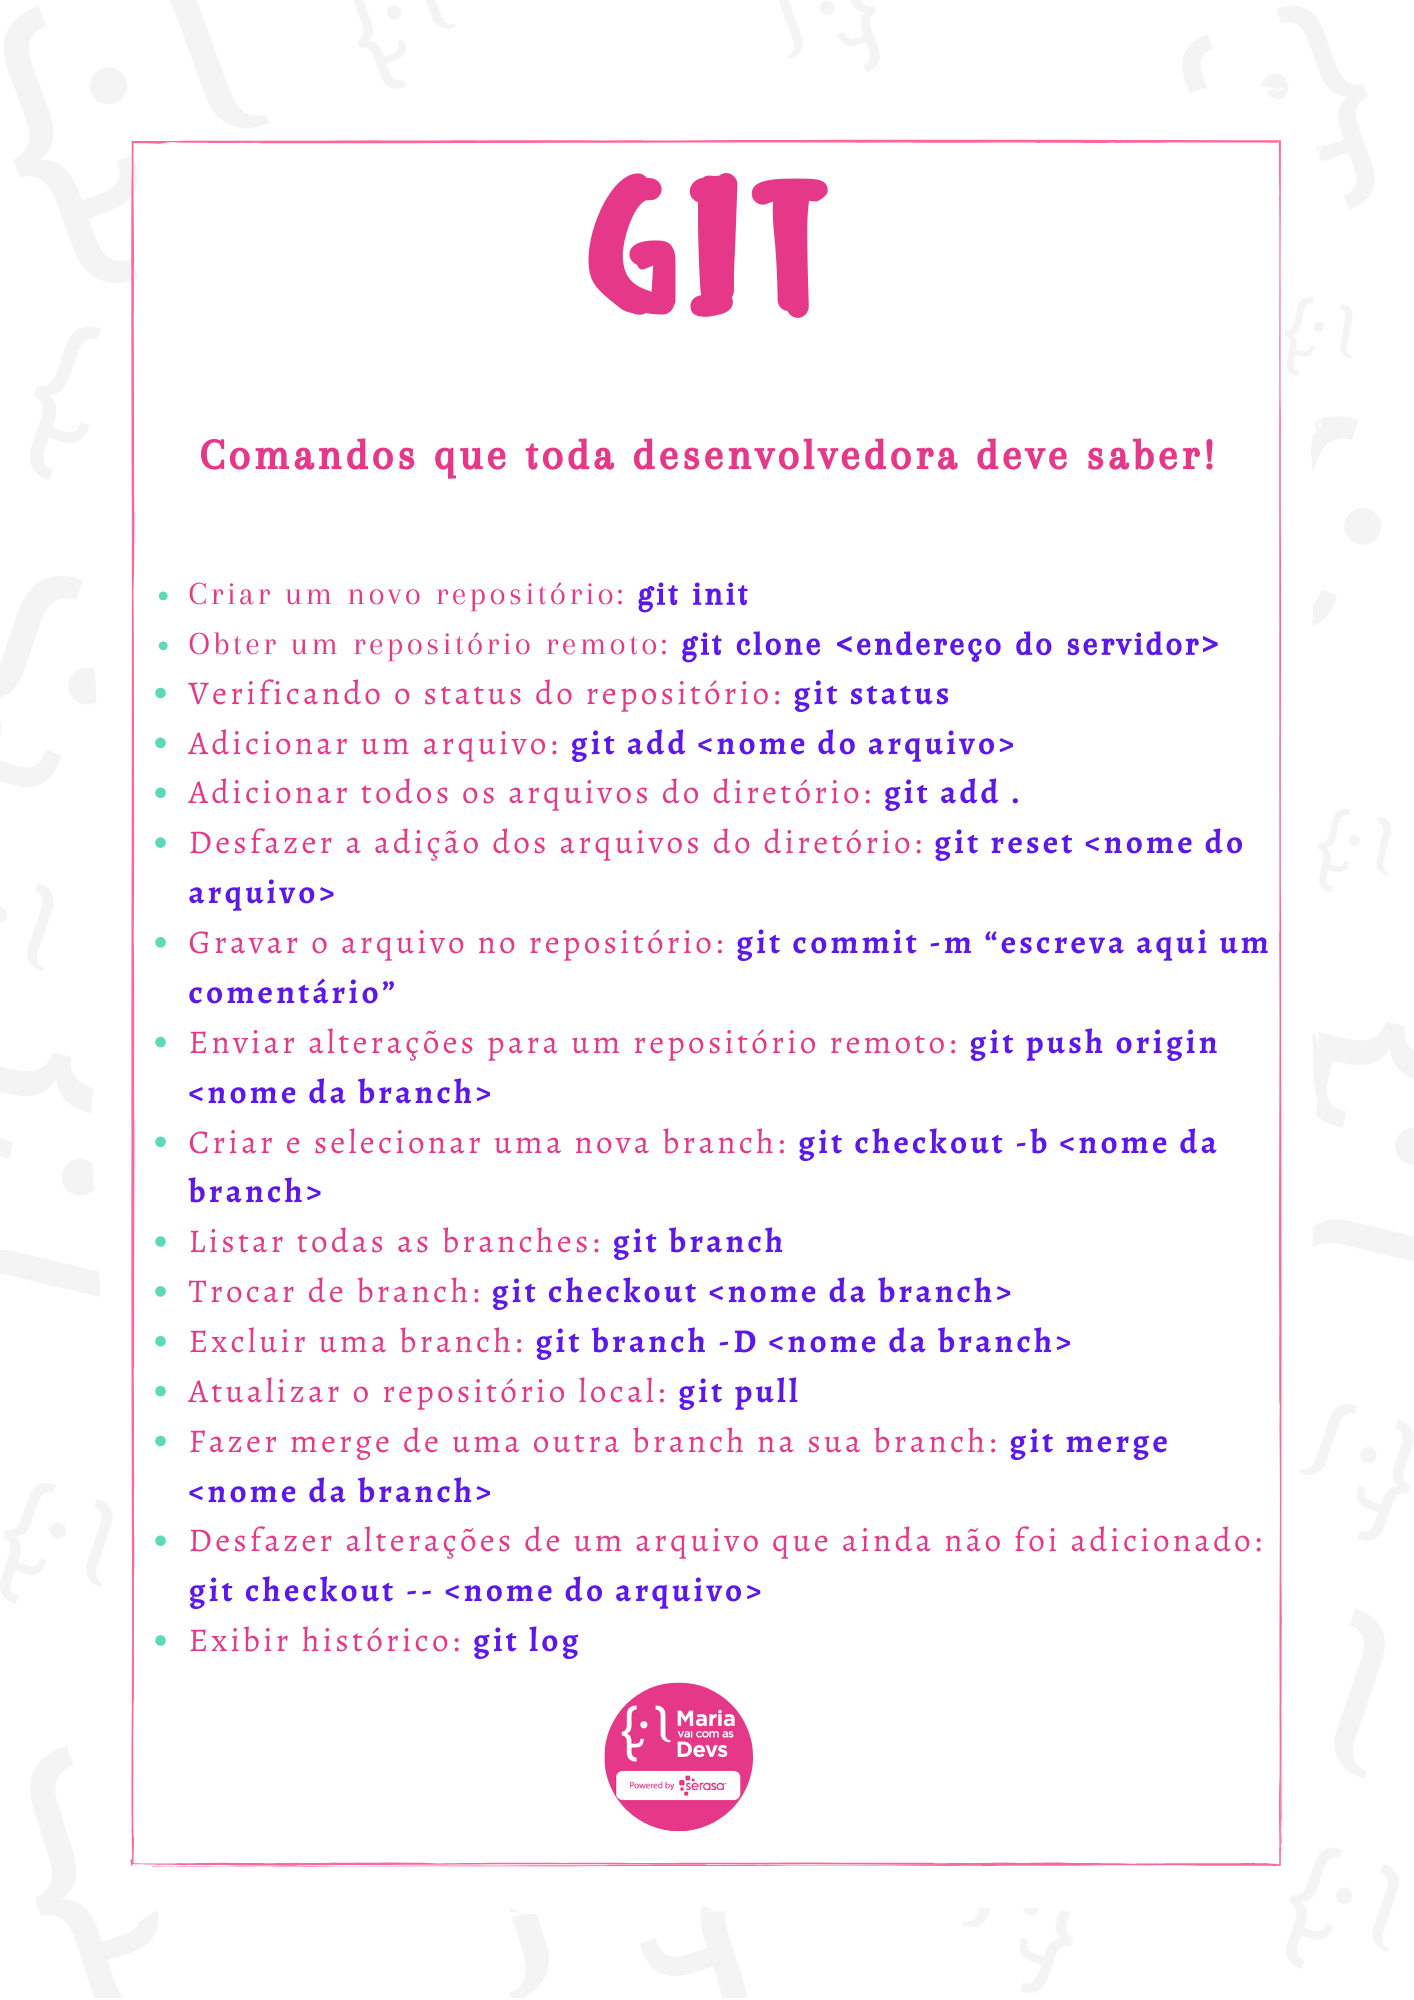 GIT
Comandos que toda desenvolvedora deve saber!
Criar um novo repositório: git init
Obter um repositório remoto: git clone <endereço do servidor>
Verificando o status do repositório: git status
Adicionar um arquivo: git add <nome do arquivo>
Adicionar todos os arquivos do diretório: git add .
Desfazer a adição dos arquivos do diretório: git reset <nome do
arquivo>
Gravar o arquivo no repositório: git commit -m “escreva aqui um
comentário”
Enviar alterações para um repositório remoto: git push origin
<nome da branch>
Criar e selecionar uma nova branch: git checkout -b <nome da
branch>
Listar todas as branches: git branch
Trocar de branch: git checkout <nome da branch>
Excluir uma branch: git branch -D <nome da branch>
Atualizar o repositório local: git pull
Fazer merge de uma outra branch na sua branch: git merge
<nome da branch>
Desfazer alterações de um arquivo que ainda não foi adicionado:
git checkout -- <nome do arquivo>
Exibir histórico: git log
Maria
vai com as
Devs
Powered by serasa